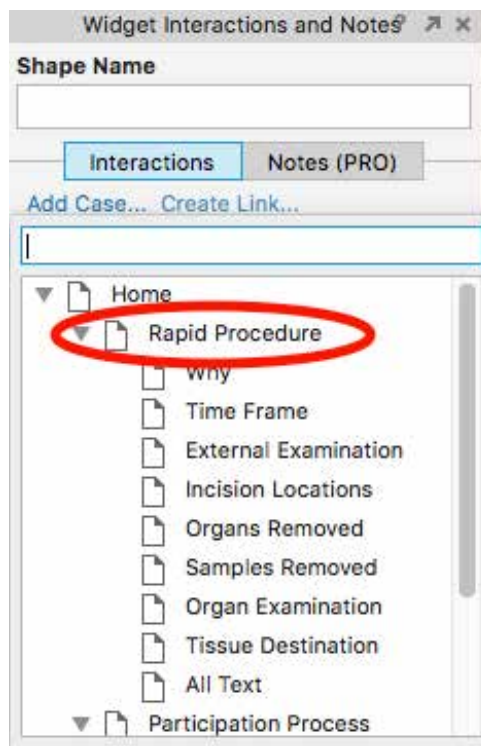 Widget Interactions and Notes
Shape Name
Interactions Notes (PRO)
Add Case... Create Link...
Home
Rapid Procedure
Why
Time Frame
External Examination
Incision Locations
Organs Removed
Samples Removed
Organ Examination
Tissue Destination
All Text
Participation Process